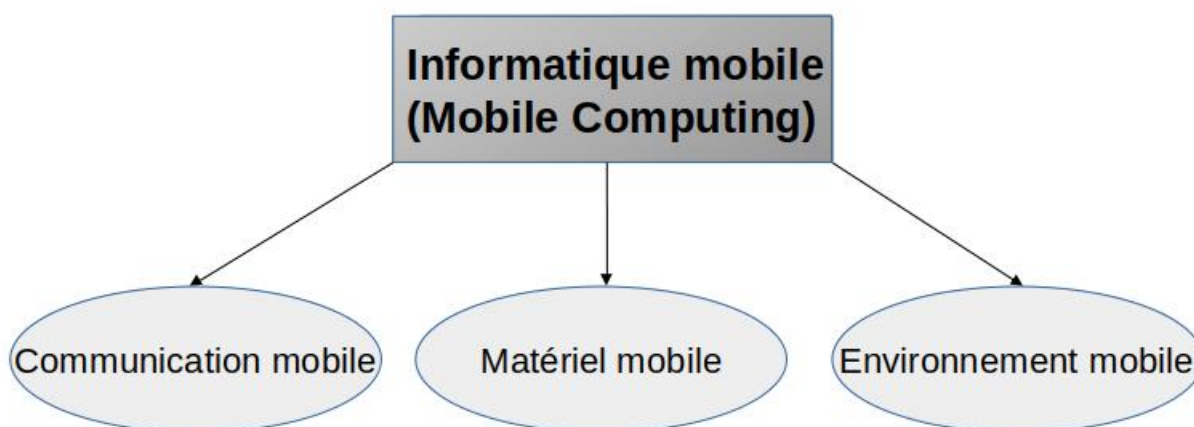 Informatique mobile
(Mobile Computing)
Communication mobile
Matériel mobile
Environnement mobile